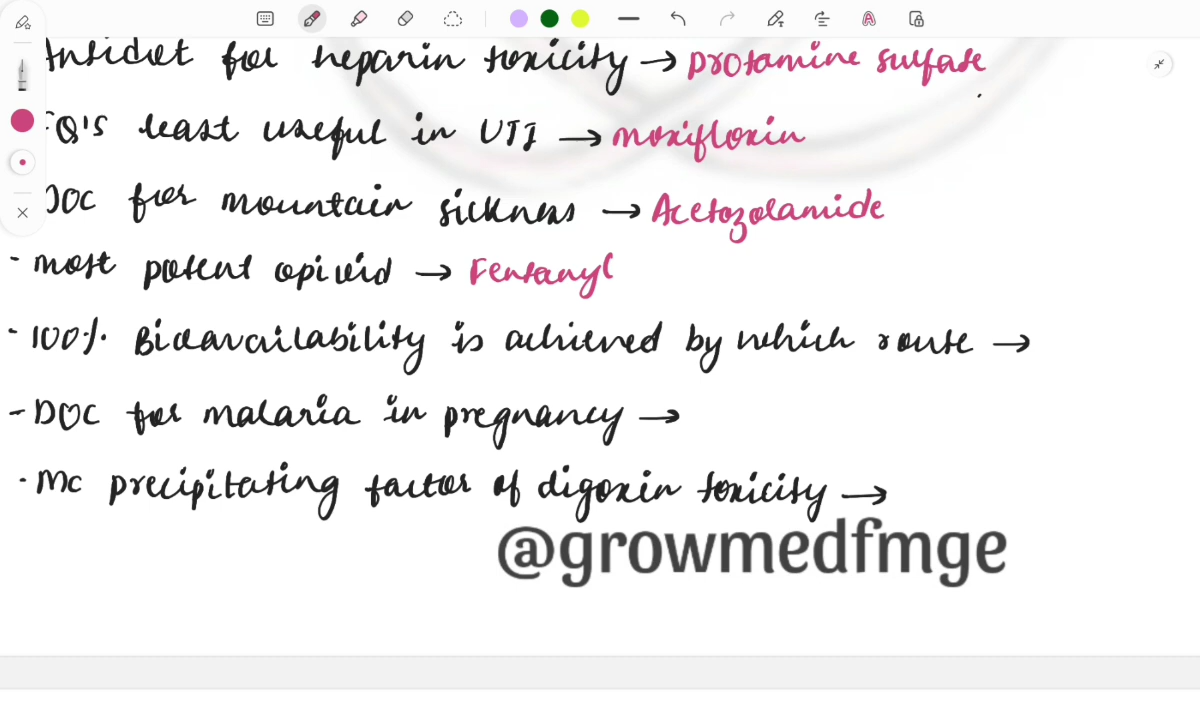 Antidot for heparin toxicity → protamine sulfate
FQ's least useful in UTI → moxifloxin
DOC for mountain sickness → Acetozolamide
- most potent opioid → Fentanyl
- 100% Bioavailability is achieved by which route →
- DOC for malaria in pregnancy →
- Mc precipitating factor of digoxin toxicity →
@growmedfmge